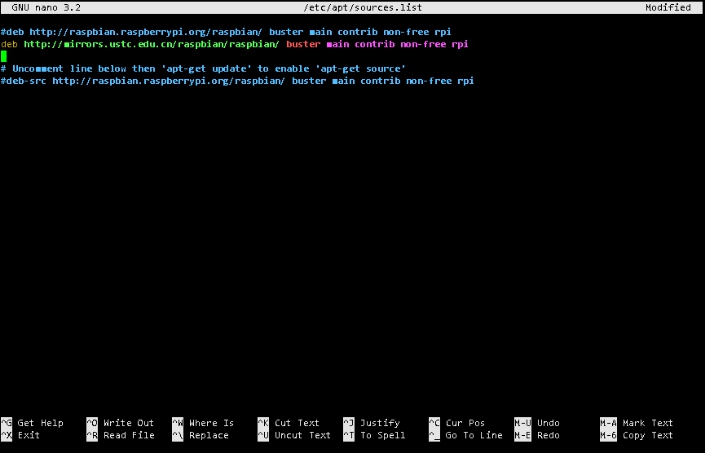 GNU nano 3.2 /etc/apt/sources.list Modified
#deb http://raspbian.raspberrypi.org/raspbian/ buster main contrib non-free rpi
deb http://mirrors.ustc.edu.cn/raspbian/raspbian/ buster main contrib non-free rpi
# Uncomment line below then 'apt-get update' to enable 'apt-get source'
#deb-src http://raspbian.raspberrypi.org/raspbian/ buster main contrib non-free rpi
^G Get Help ^O Write Out ^W Where Is ^K Cut Text ^J Justify ^C Cur Pos M-U Undo M-A Mark Text
^X Exit ^R Read File ^\ Replace ^U Uncut Text ^T To Spell ^_ Go To Line M-E Redo M-6 Copy Text